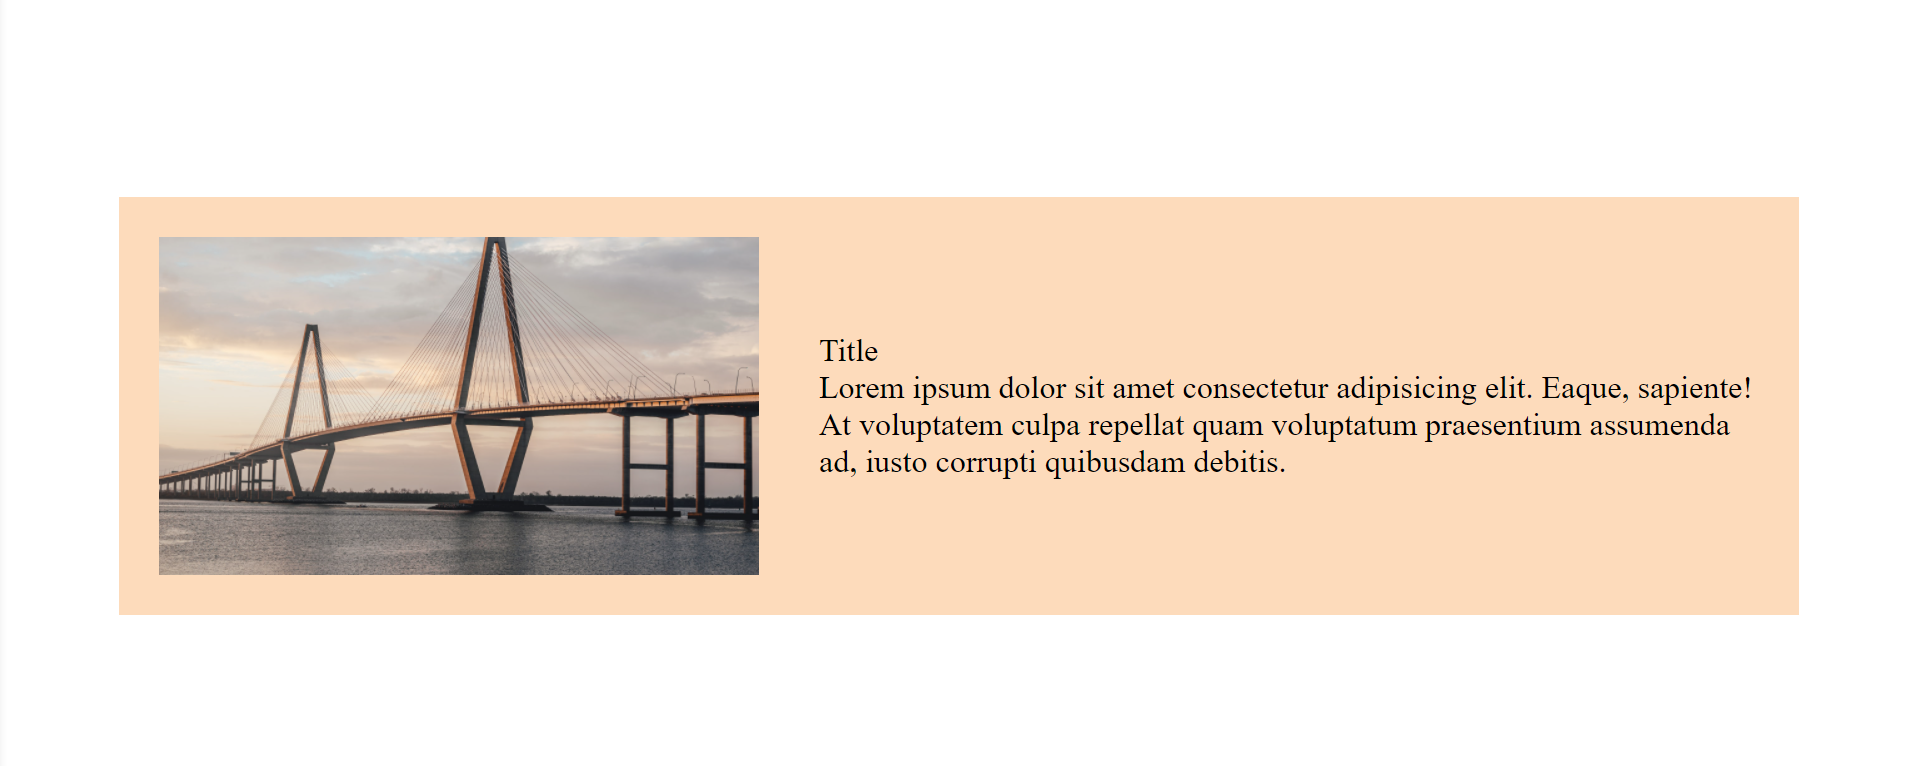 Title
Lorem ipsum dolor sit amet consectetur adipisicing elit. Eaque, sapiente!
At voluptatem culpa repellat quam voluptatum praesentium assumenda
ad, iusto corrupti quibusdam debitis.